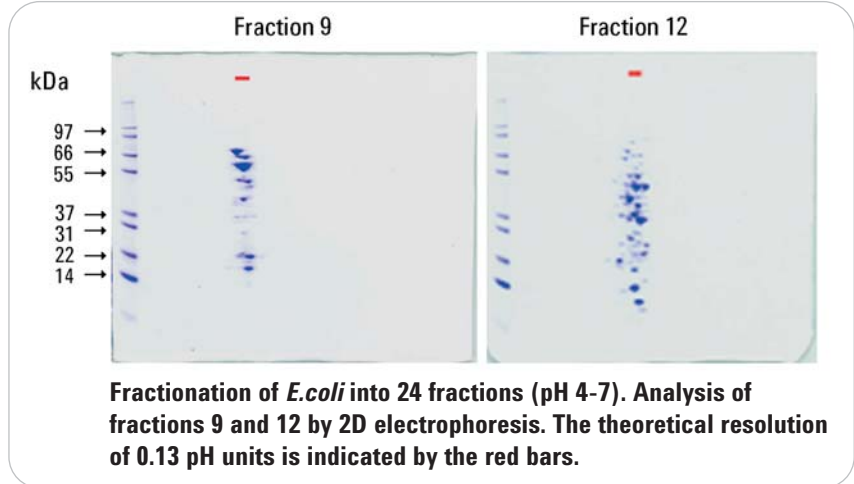 Fraction 9
Fraction 12
kDa
97 →
66 →
55 →
37 →
31 →
22 →
14 →
Fractionation of E.coli into 24 fractions (pH 4-7). Analysis of
fractions 9 and 12 by 2D electrophoresis. The theoretical resolution
of 0.13 pH units is indicated by the red bars.